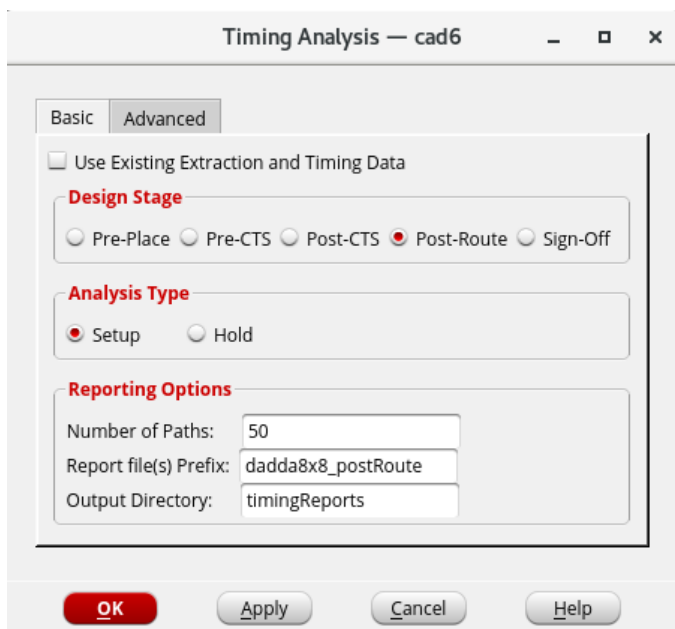 Timing Analysis — cad6
Basic Advanced
Use Existing Extraction and Timing Data
Design Stage
Pre-Place Pre-CTS Post-CTS Post-Route Sign-Off
Analysis Type
Setup Hold
Reporting Options
Number of Paths: 50
Report file(s) Prefix: dadda8x8_postRoute
Output Directory: timingReports
OK Apply Cancel Help